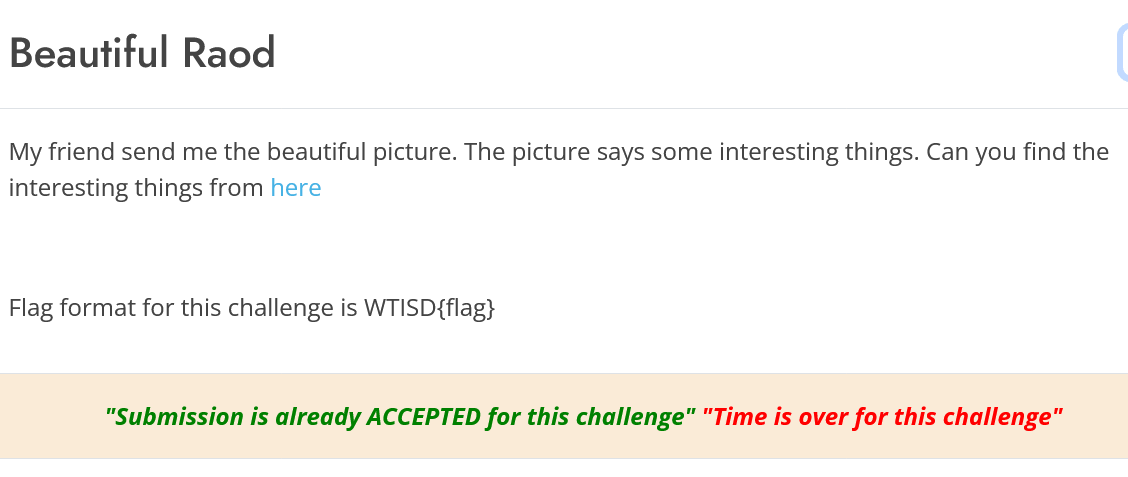 Beautiful Raod
My friend send me the beautiful picture. The picture says some interesting things. Can you find the
interesting things from here
Flag format for this challenge is WTISD{flag}
"Submission is already ACCEPTED for this challenge" "Time is over for this challenge"